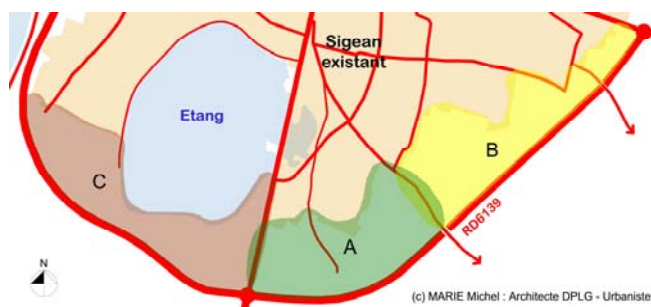 Sigean
existant
Etang
B
C
RD6139
A
N
(c) MARIE Michel : Architecte DPLG - Urbaniste